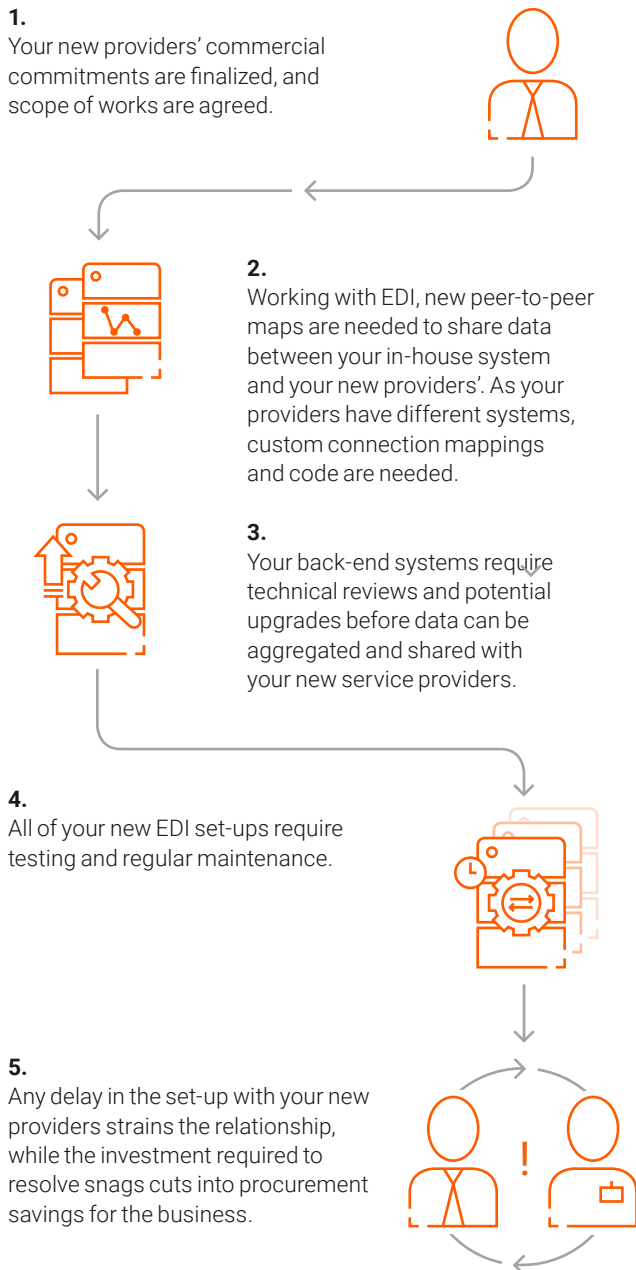 1.
Your new providers’ commercial
commitments are finalized, and
scope of works are agreed.
2.
Working with EDI, new peer-to-peer
maps are needed to share data
between your in-house system
and your new providers’. As your
providers have different systems,
custom connection mappings
and code are needed.
3.
Your back-end systems require
technical reviews and potential
upgrades before data can be
aggregated and shared with
your new service providers.
4.
All of your new EDI set-ups require
testing and regular maintenance.
5.
Any delay in the set-up with your new
providers strains the relationship,
while the investment required to
resolve snags cuts into procurement
savings for the business.
!